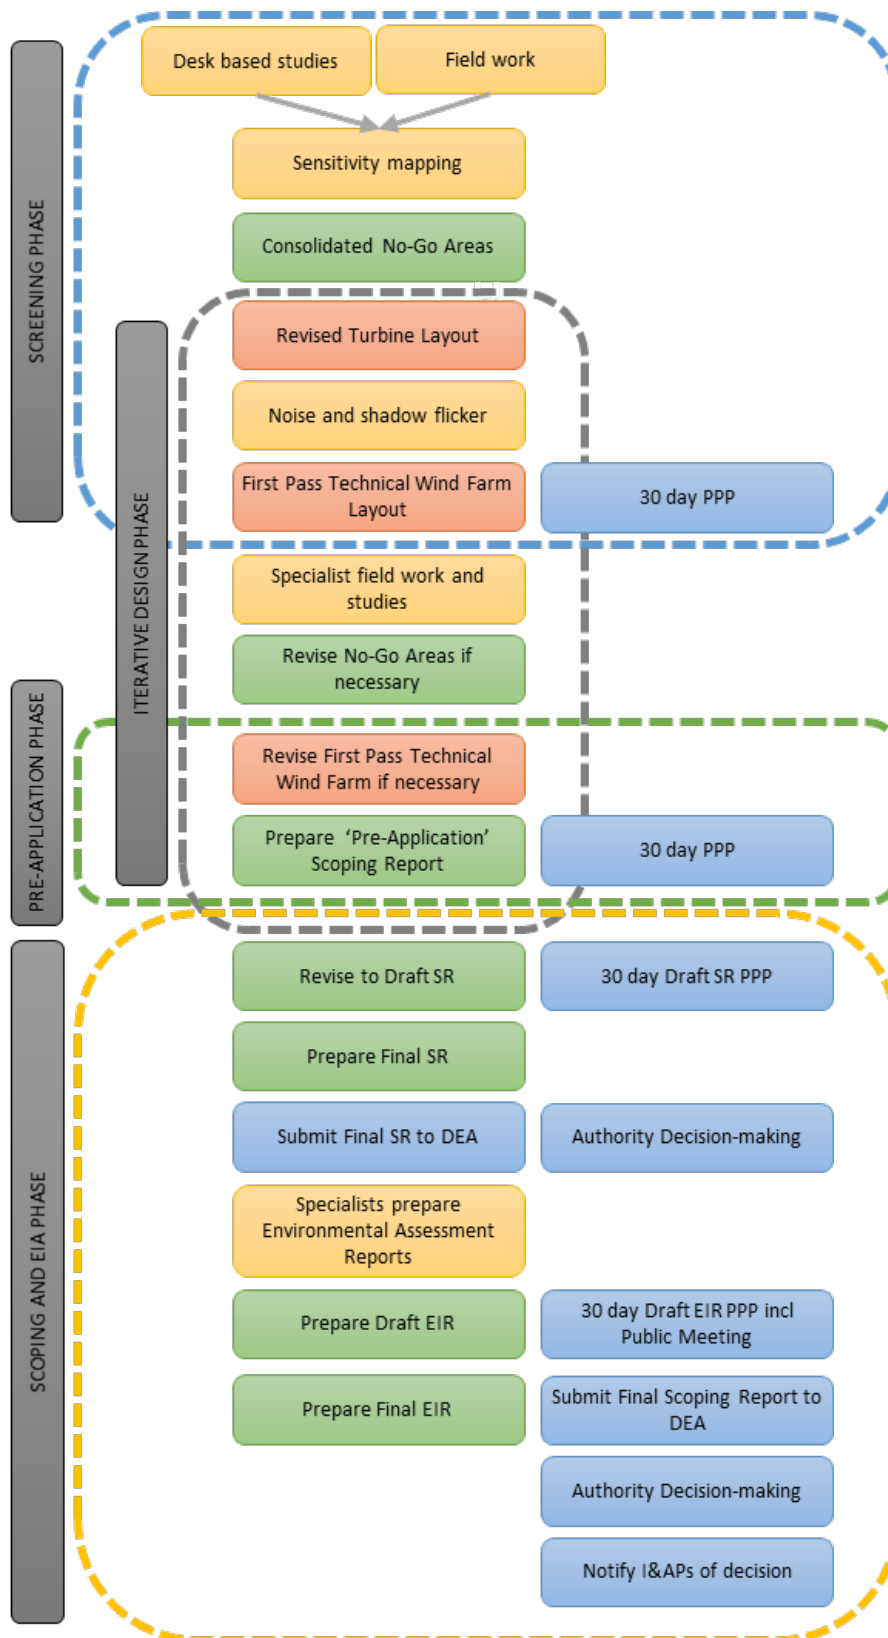 SCREENING PHASE
Desk based studies
Field work
Sensitivity mapping
Consolidated No-Go Areas
ITERATIVE DESIGN PHASE
Revised Turbine Layout
Noise and shadow flicker
First Pass Technical Wind Farm
Layout
30 day PPP
Specialist field work and
studies
Revise No-Go Areas if
necessary
PRE-APPLICATION PHASE
Revise First Pass Technical
Wind Farm if necessary
Prepare ‘Pre-Application’
Scoping Report
30 day PPP
SCOPING AND EIA PHASE
Revise to Draft SR
30 day Draft SR PPP
Prepare Final SR
Submit Final SR to DEA
Authority Decision-making
Specialists prepare
Environmental Assessment
Reports
Prepare Draft EIR
30 day Draft EIR PPP incl
Public Meeting
Prepare Final EIR
Submit Final Scoping Report to
DEA
Authority Decision-making
Notify I&APs of decision